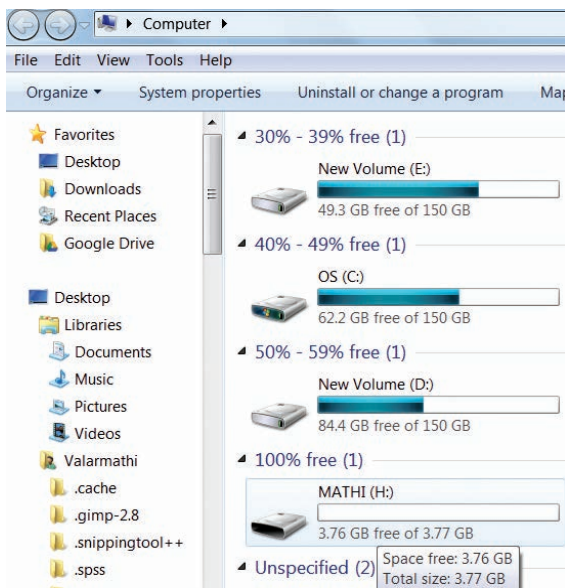 Computer
File Edit View Tools Help
Organize System properties Uninstall or change a program Map
Favorites
Desktop
Downloads
Recent Places
Google Drive
Desktop
Libraries
Documents
Music
Pictures
Videos
Valarmathi
.cache
.gimp-2.8
.snippingtool++
.spss
30% - 39% free (1)
New Volume (E:)
49.3 GB free of 150 GB
40% - 49% free (1)
OS (C:)
62.2 GB free of 150 GB
50% - 59% free (1)
New Volume (D:)
84.4 GB free of 150 GB
100% free (1)
MATHI (H:)
3.76 GB free of 3.77 GB
Unspecified (2)
Space free: 3.76 GB
Total size: 3.77 GB